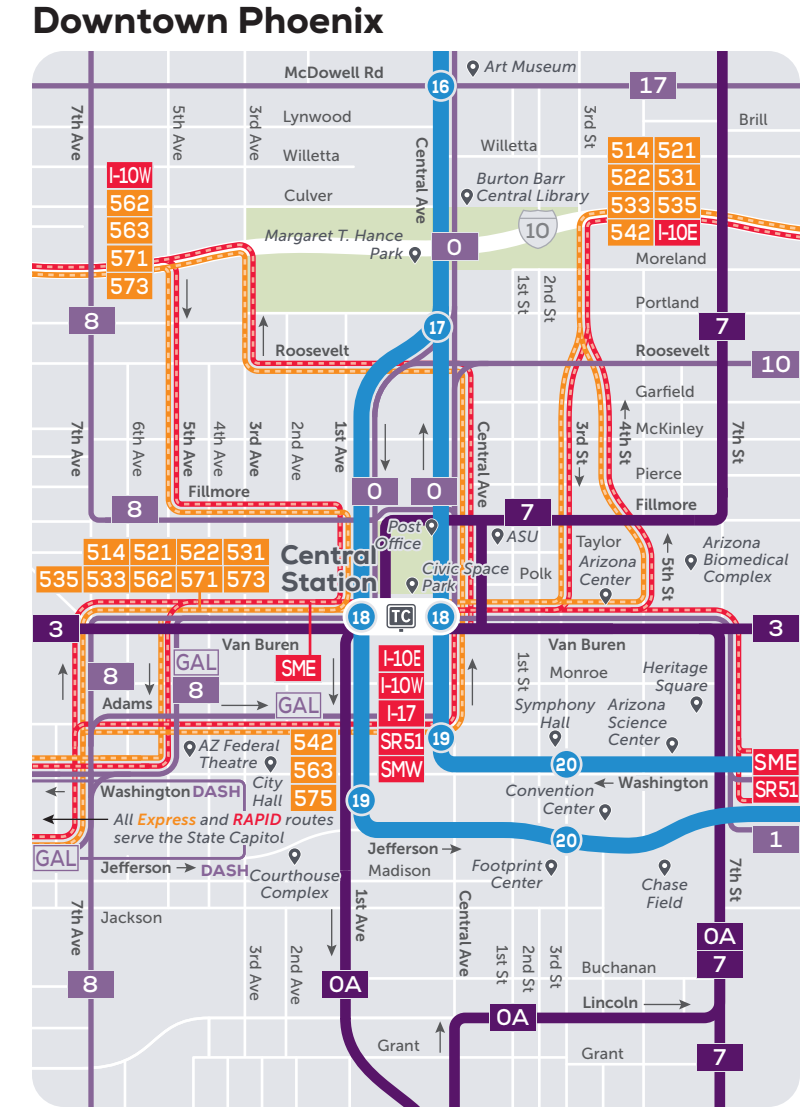 Downtown Phoenix
McDowell Rd
16
Art Museum
17
7th Ave
5th Ave
3rd Ave
Lynwood
Willetta
Culver
Central Ave
Willetta
3rd St
Brill
I-10W
562
563
571
573
Burton Barr
Central Library
514 521
522 531
533 535
542 I-10E
Margaret T. Hance
Park
0
10
Moreland
1st St
2nd St
Portland
8
17
7
Roosevelt
Roosevelt
10
Garfield
McKinley
Pierce
7th Ave
6th Ave
5th Ave
4th Ave
3rd Ave
2nd Ave
1st Ave
Central Ave
3rd St
4th St
7th St
Fillmore
0
0
8
7
Fillmore
Post
Office
ASU
Taylor
Arizona
Center
5th St
Arizona
Biomedical
Complex
514 521 522 531
535 533 562 571 573
Central
Station
Civic Space
Park
Polk
18
TC
18
3
3
Van Buren
Van Buren
GAL
8
8
SME
I-10E
I-10W
I-17
SR51
SMW
1st St
Monroe
Heritage
Square
Adams
GAL
Symphony
Hall
Arizona
Science
Center
AZ Federal
Theatre
542
563
575
19
City
Hall
20
SME
SR51
Washington DASH
Washington
19
Convention
Center
All Express and RAPID routes
serve the State Capitol
20
1
GAL
Jefferson
DASH
Courthouse
Complex
Jefferson
Madison
Footprint
Center
Chase
Field
7th St
7th Ave
Jackson
1st Ave
Central Ave
3rd Ave
2nd Ave
1st St
2nd St
3rd St
0A
7
Buchanan
8
0A
Lincoln
0A
Grant
Grant
7